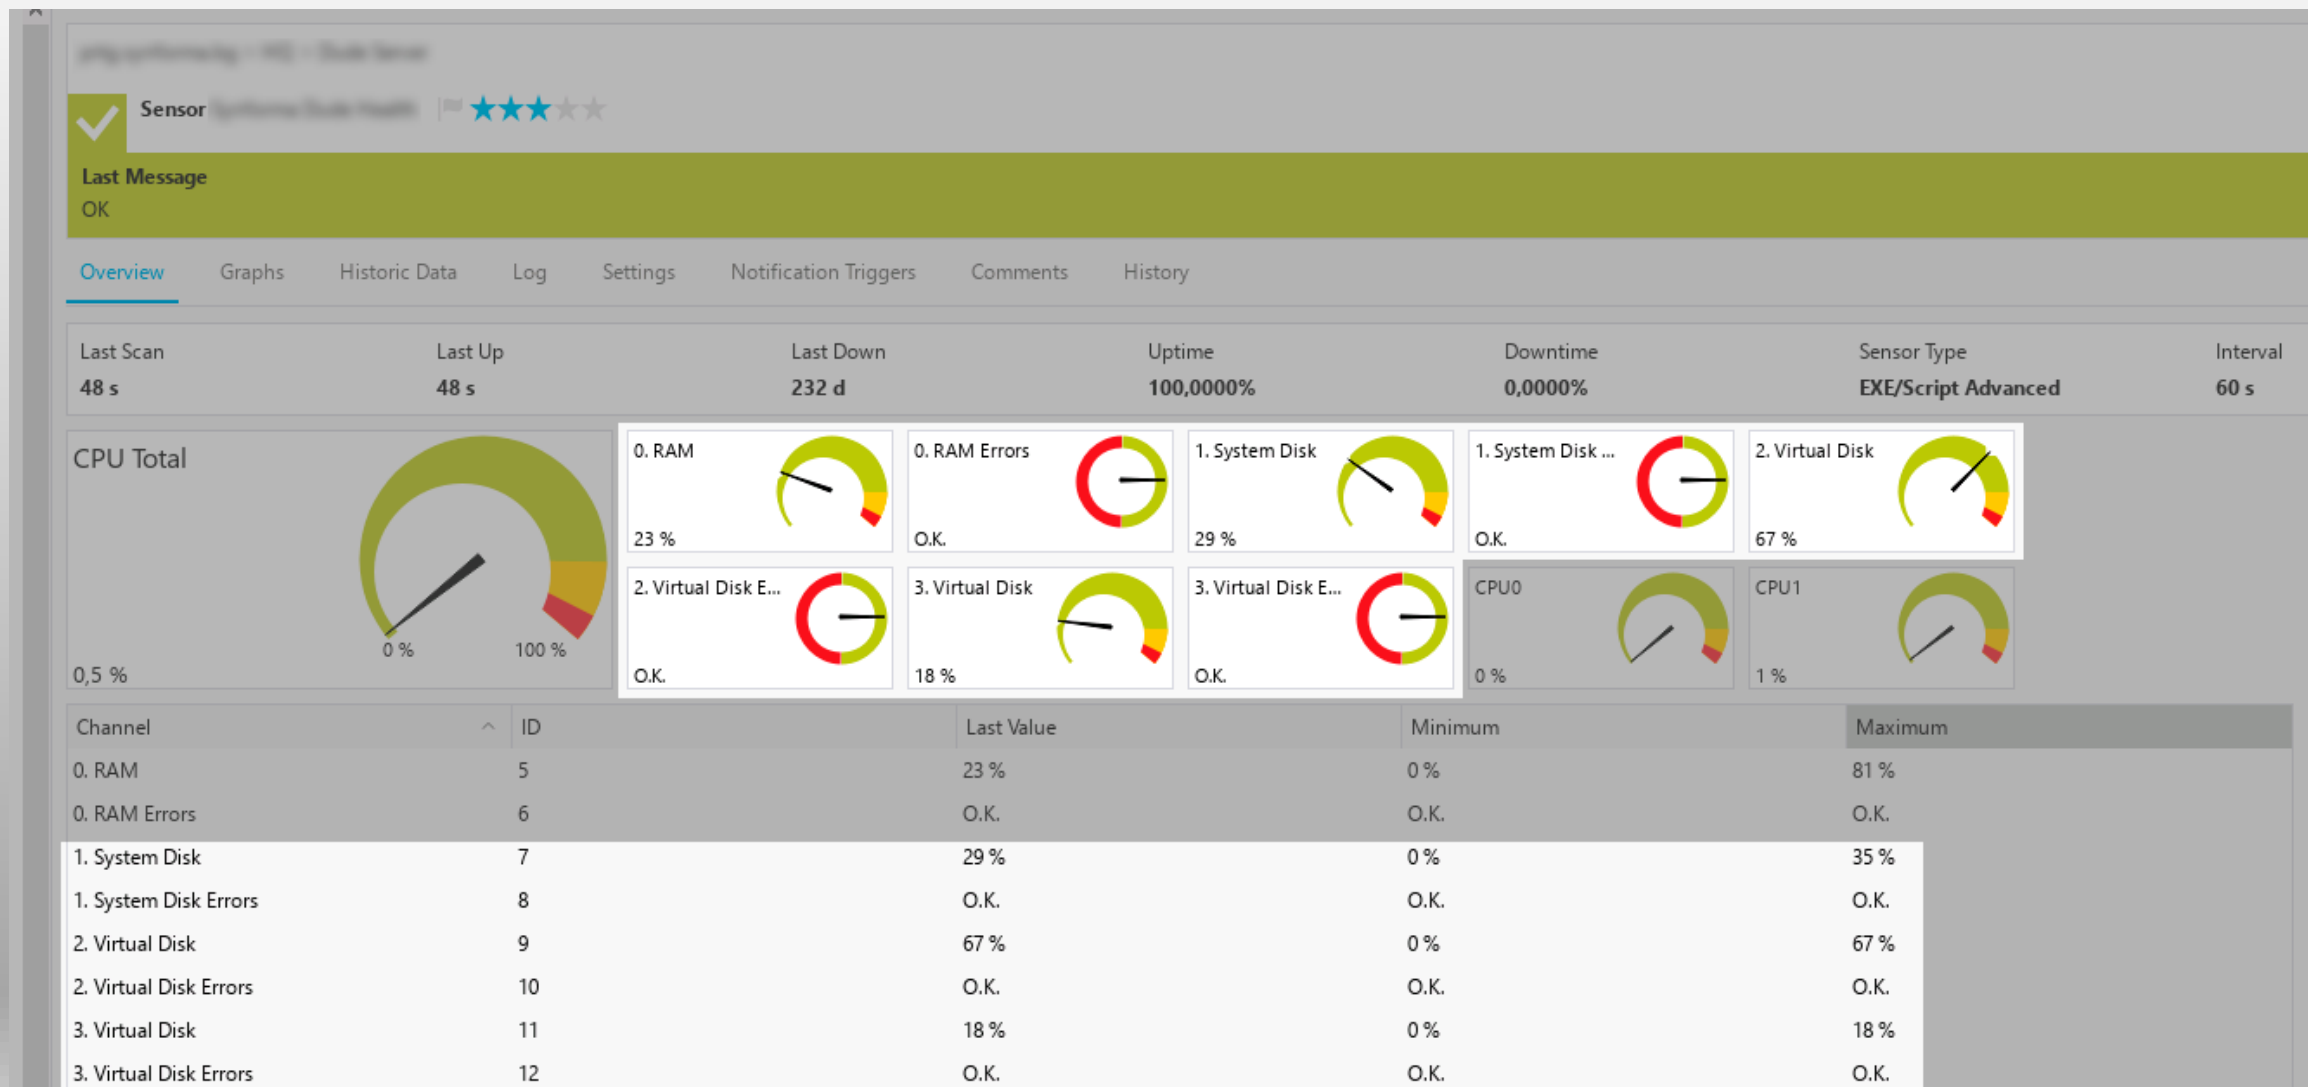 Sensor
Last Message
OK
Overview Graphs Historic Data Log Settings Notification Triggers Comments History
Last Scan Last Up Last Down Uptime Downtime Sensor Type Interval
48 s 48 s 232 d 100,0000% 0,0000% EXE/Script Advanced 60 s
CPU Total
0 % 100 %
0,5 %
0. RAM
23 %
0. RAM Errors
O.K.
1. System Disk
29 %
1. System Disk ...
O.K.
2. Virtual Disk
67 %
2. Virtual Disk E...
O.K.
3. Virtual Disk
18 %
3. Virtual Disk E...
O.K.
CPU0
0 %
CPU1
1 %
Channel ID Last Value Minimum Maximum
0. RAM 5 23 % 0 % 81 %
0. RAM Errors 6 O.K. O.K. O.K.
1. System Disk 7 29 % 0 % 35 %
1. System Disk Errors 8 O.K. O.K. O.K.
2. Virtual Disk 9 67 % 0 % 67 %
2. Virtual Disk Errors 10 O.K. O.K. O.K.
3. Virtual Disk 11 18 % 0 % 18 %
3. Virtual Disk Errors 12 O.K. O.K. O.K.